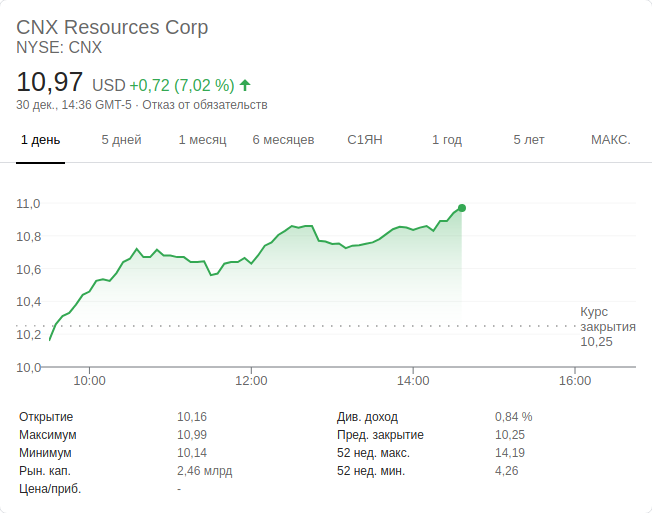 CNX Resources Corp
NYSE: CNX
10,97 USD +0,72 (7,02 %)
30 дек., 14:36 GMT-5 · Отказ от обязательств
1 день 5 дней 1 месяц 6 месяцев С1ЯН 1 год 5 лет МАКС.
11,0
10,8
10,6
10,4
10,2
10,0
Курс
закрытия
10,25
10:00 12:00 14:00 16:00
Открытие 10,16 Див. доход 0,84 %
Максимум 10,99 Пред. закрытие 10,25
Минимум 10,14 52 нед. макс. 14,19
Рын. кап. 2,46 млрд 52 нед. мин. 4,26
Цена/приб. -